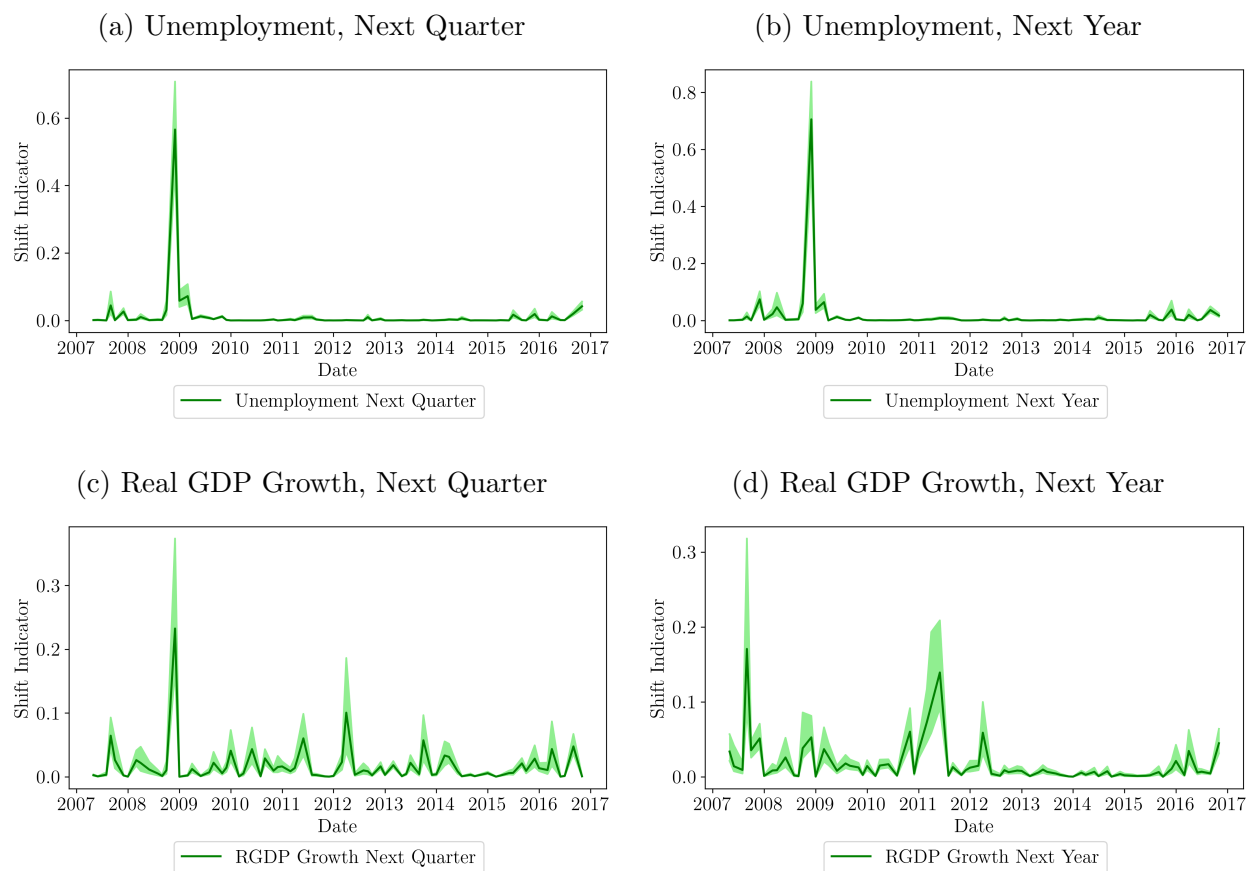 (a) Unemployment, Next Quarter
Shift Indicator
0.6
0.4
0.2
0.0
2007 2008 2009 2010 2011 2012 2013 2014 2015 2016 2017
Date
Unemployment Next Quarter
(b) Unemployment, Next Year
Shift Indicator
0.8
0.6
0.4
0.2
0.0
2007 2008 2009 2010 2011 2012 2013 2014 2015 2016 2017
Date
Unemployment Next Year
(c) Real GDP Growth, Next Quarter
Shift Indicator
0.3
0.2
0.1
0.0
2007 2008 2009 2010 2011 2012 2013 2014 2015 2016 2017
Date
RGDP Growth Next Quarter
(d) Real GDP Growth, Next Year
Shift Indicator
0.3
0.2
0.1
0.0
2007 2008 2009 2010 2011 2012 2013 2014 2015 2016 2017
Date
RGDP Growth Next Year